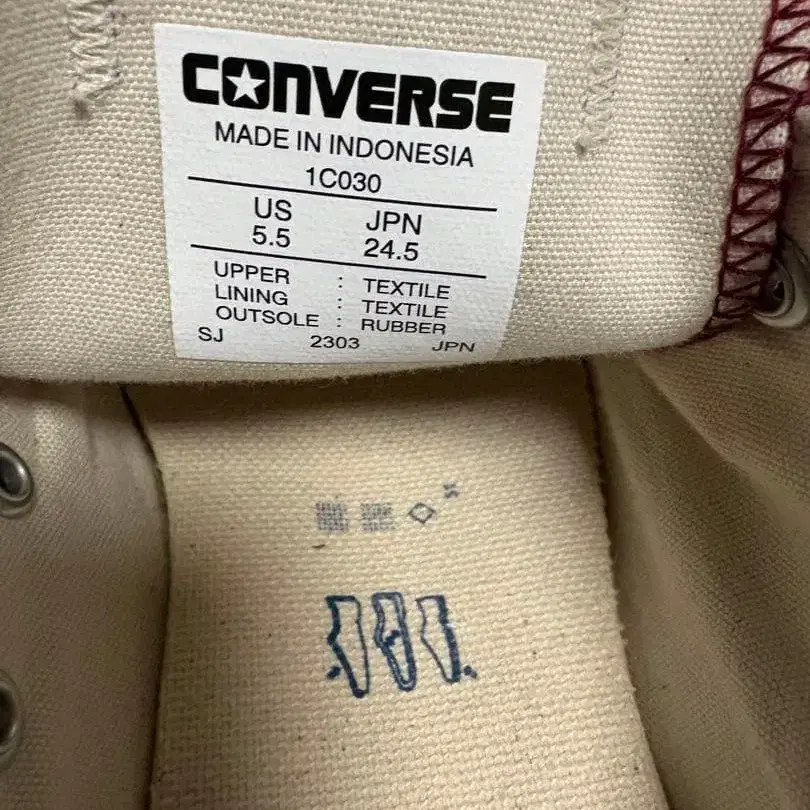 CONVERSE
MADE IN INDONESIA
1C030
US JPN
5.5 24.5
UPPER : TEXTILE
LINING : TEXTILE
OUTSOLE : RUBBER
SJ 2303 JPN